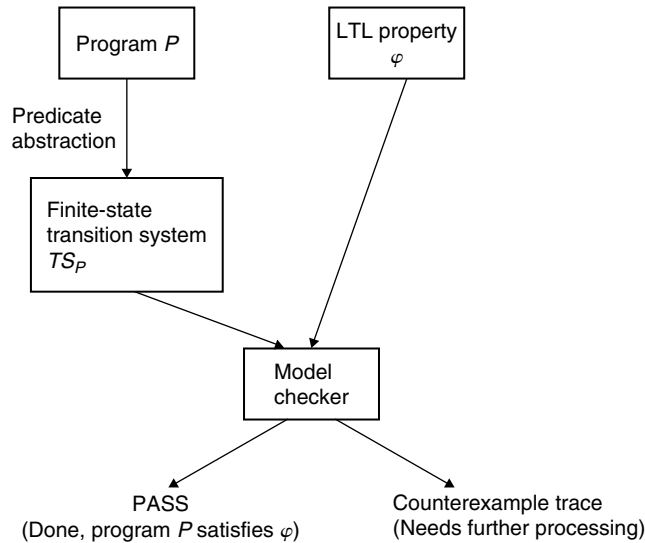 Program P
LTL property
φ
Predicate
abstraction
Finite-state
transition system
TS_P
Model
checker
PASS
(Done, program P satisfies φ)
Counterexample trace
(Needs further processing)